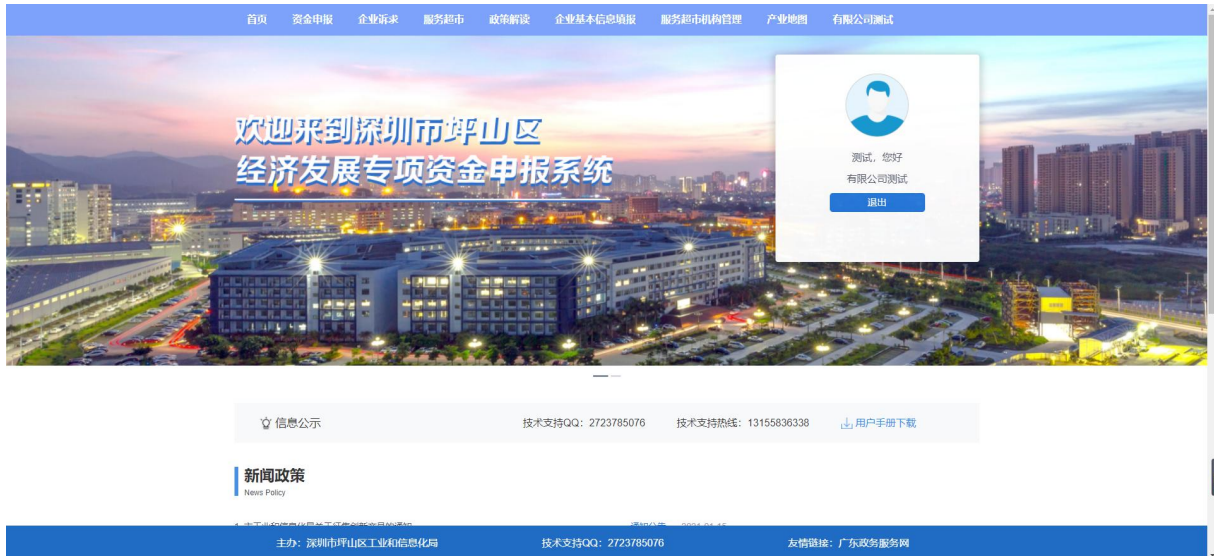 首页 资金申报 企业诉求 服务超市 政策解读 企业基本信息填报 服务超市机构管理 产业地图 有限公司测试
欢迎来到深圳市坪山区
经济发展专项资金申报系统
测试，您好
有限公司测试
退出
信息公示 技术支持QQ：2723785076 技术支持热线：13155836338 用户手册下载
新闻政策
News Policy
主办：深圳市坪山区工业和信息化局 技术支持QQ：2723785076 友情链接：广东政务服务网